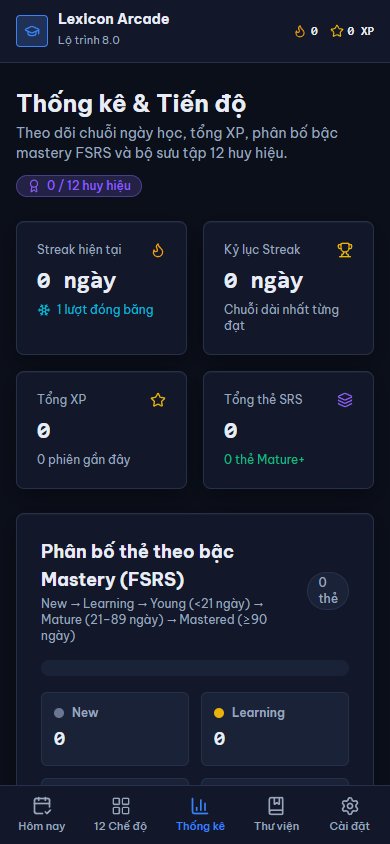 Lexicon Arcade
Lộ trình 8.0
0
0 XP
Thống kê & Tiến độ
Theo dõi chuỗi ngày học, tổng XP, phân bố bậc
mastery FSRS và bộ sưu tập 12 huy hiệu.
0 / 12 huy hiệu
Streak hiện tại
0 ngày
1 lượt đóng băng
Kỷ lục Streak
0 ngày
Chuỗi dài nhất từng
đạt
Tổng XP
0
0 phiên gần đây
Tổng thẻ SRS
0
0 thẻ Mature+
Phân bố thẻ theo bậc
Mastery (FSRS)
0
thẻ
New → Learning → Young (<21 ngày) →
Mature (21–89 ngày) → Mastered (≥90
ngày)
New
0
Learning
0
Hôm nay
12 Chế độ
Thống kê
Thư viện
Cài đặt